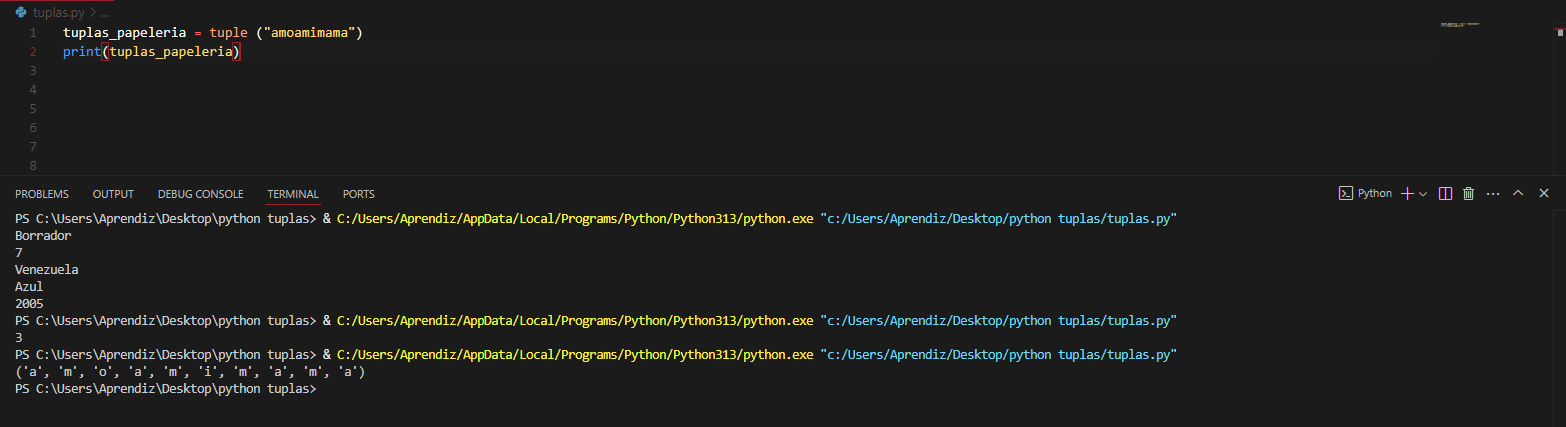 tuplas.py > ...
1 tuplas_papeleria = tuple ("amoamimama")
2 print(tuplas_papeleria)
3
4
5
6
7
8
PROBLEMS OUTPUT DEBUG CONSOLE TERMINAL PORTS Python
PS C:\Users\Aprendiz\Desktop\python tuplas> & C:/Users/Aprendiz/AppData/Local/Programs/Python/Python313/python.exe "c:/Users/Aprendiz/Desktop/python tuplas/tuplas.py"
Borrador
7
Venezuela
Azul
2005
PS C:\Users\Aprendiz\Desktop\python tuplas> & C:/Users/Aprendiz/AppData/Local/Programs/Python/Python313/python.exe "c:/Users/Aprendiz/Desktop/python tuplas/tuplas.py"
3
PS C:\Users\Aprendiz\Desktop\python tuplas> & C:/Users/Aprendiz/AppData/Local/Programs/Python/Python313/python.exe "c:/Users/Aprendiz/Desktop/python tuplas/tuplas.py"
('a', 'm', 'o', 'a', 'm', 'i', 'm', 'a', 'm', 'a')
PS C:\Users\Aprendiz\Desktop\python tuplas>